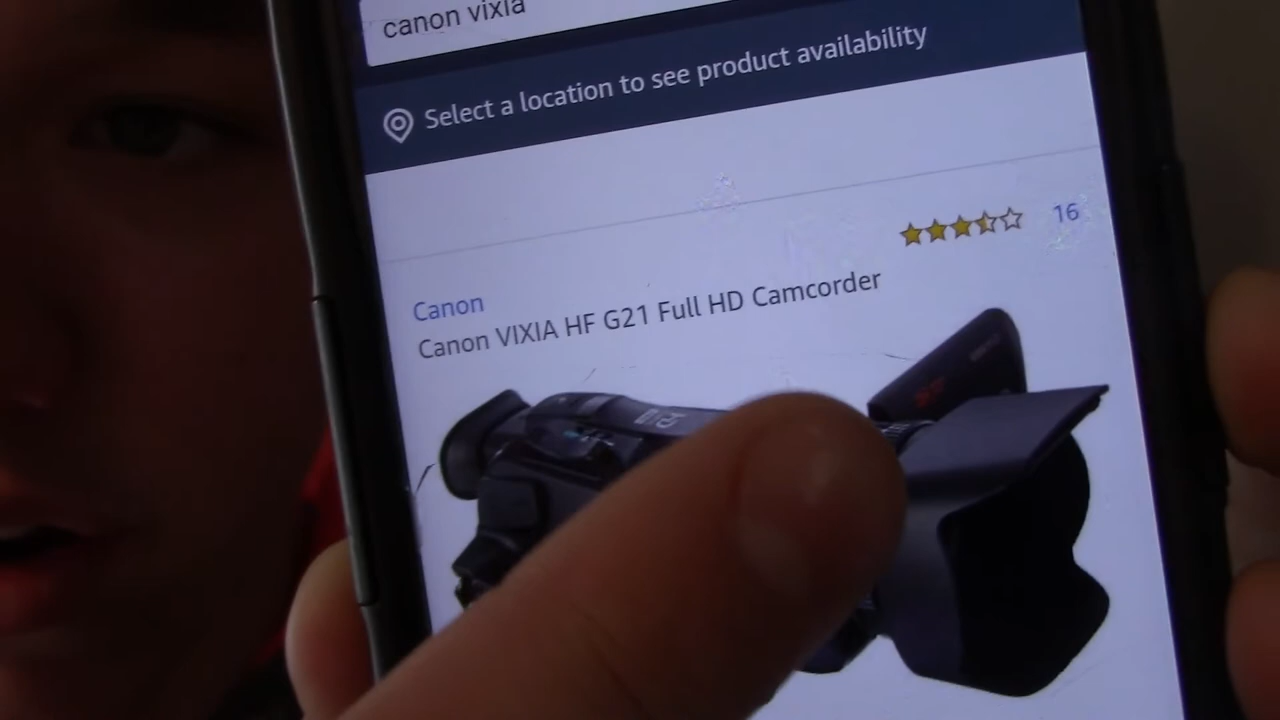 canon vixia
Select a location to see product availability
16
Canon
Canon VIXIA HF G21 Full HD Camcorder